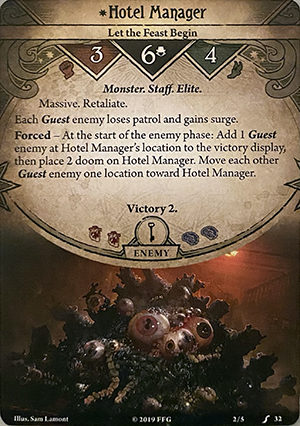 Hotel Manager
Let the Feast Begin
3 6 4
Monster. Staff. Elite.
Massive. Retaliate.
Each Guest enemy loses patrol and gains surge.
Forced – At the start of the enemy phase: Add 1 Guest
enemy at Hotel Manager's location to the victory display,
then place 2 doom on Hotel Manager. Move each other
Guest enemy one location toward Hotel Manager.
Victory 2.
ENEMY
Illus. Sam Lamont © 2019 FFG 2/5 32